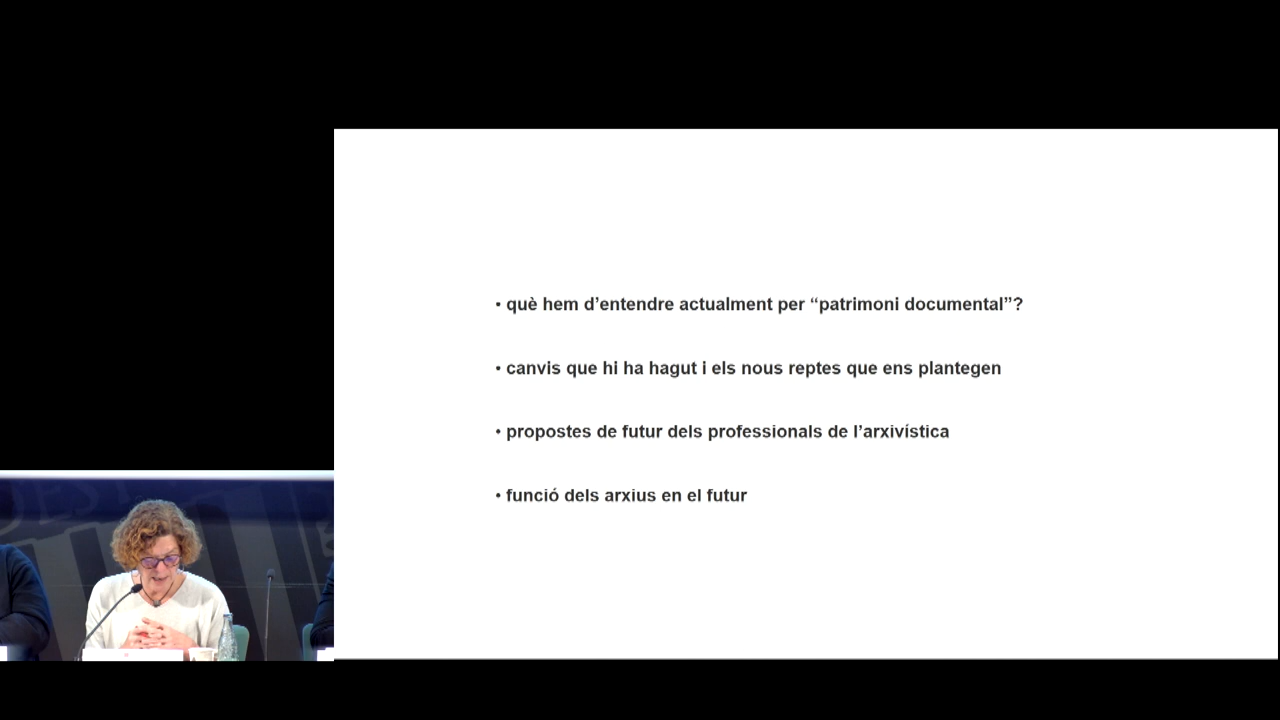 • què hem d’entendre actualment per “patrimoni documental”?
• canvis que hi ha hagut i els nous reptes que ens plantegen
• propostes de futur dels professionals de l’arxivística
• funció dels arxius en el futur